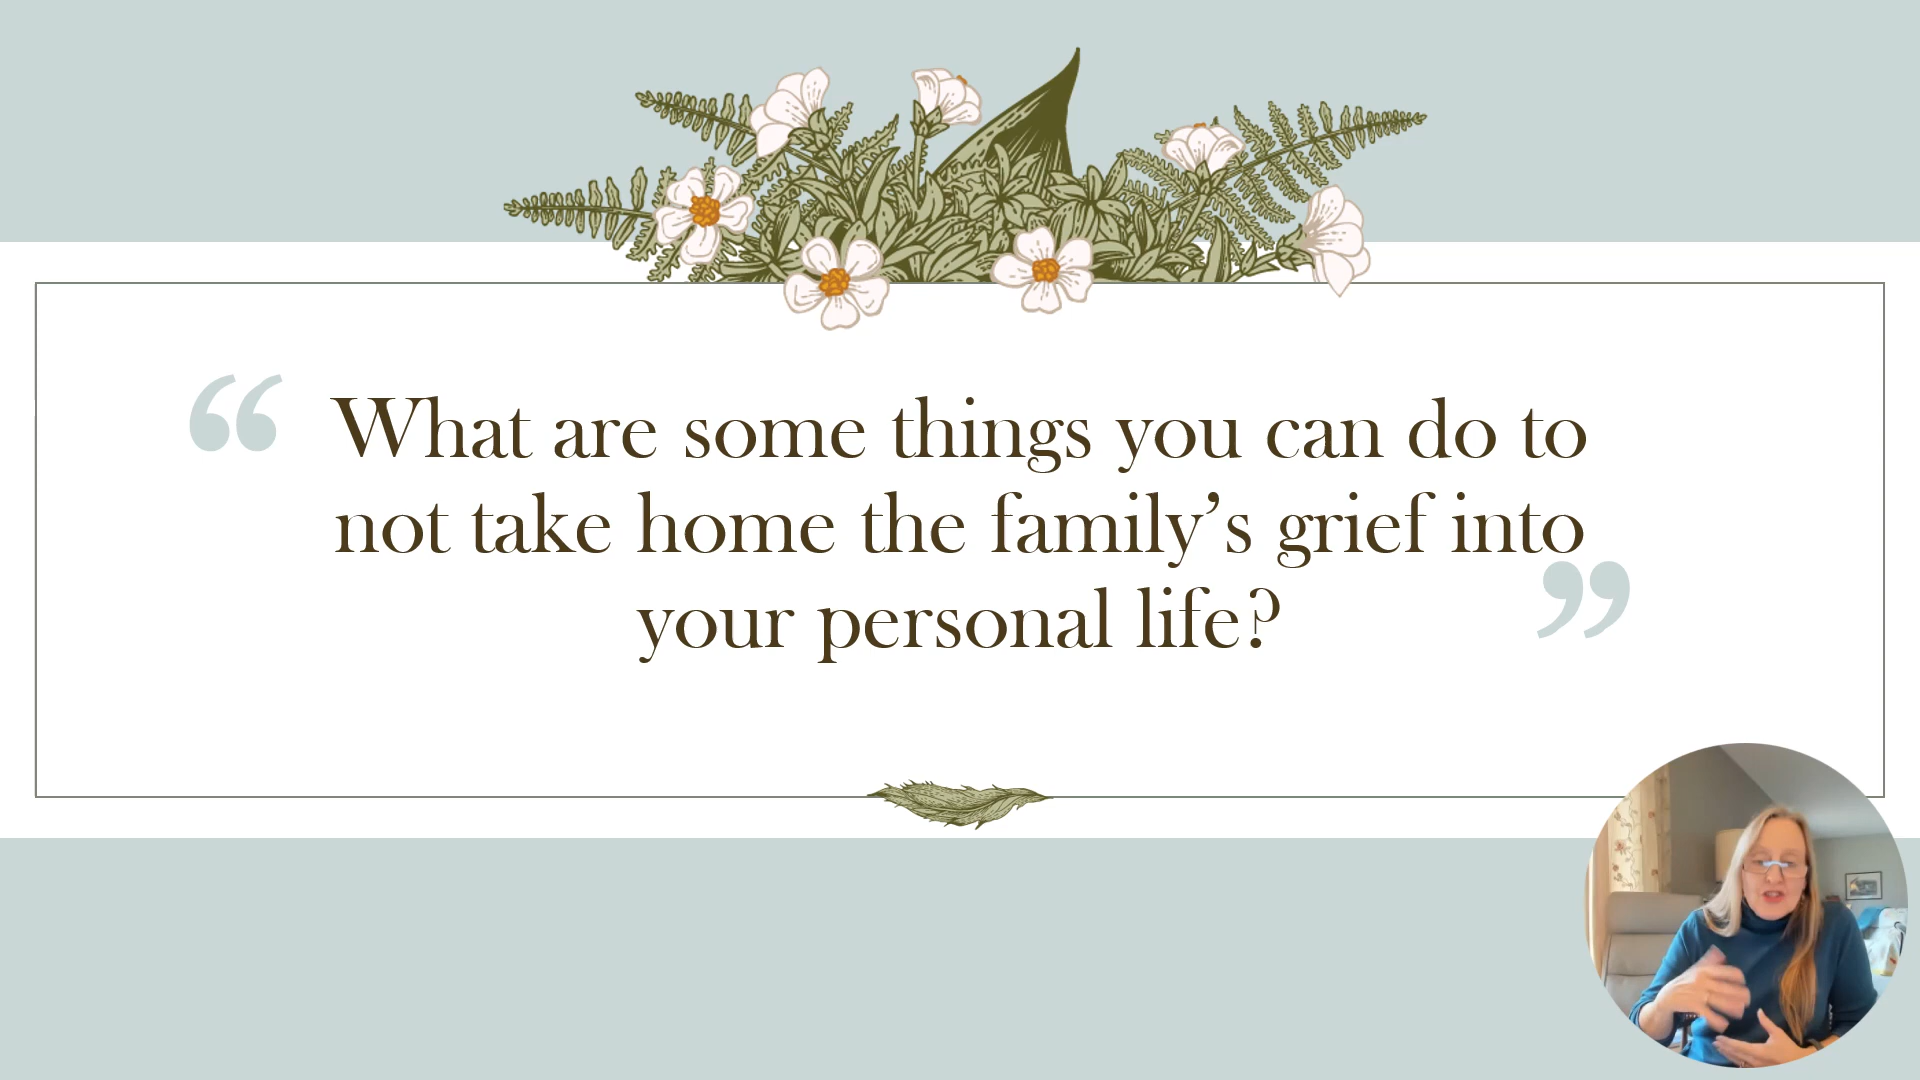 “What are some things you can do to
not take home the family’s grief into
your personal life?”